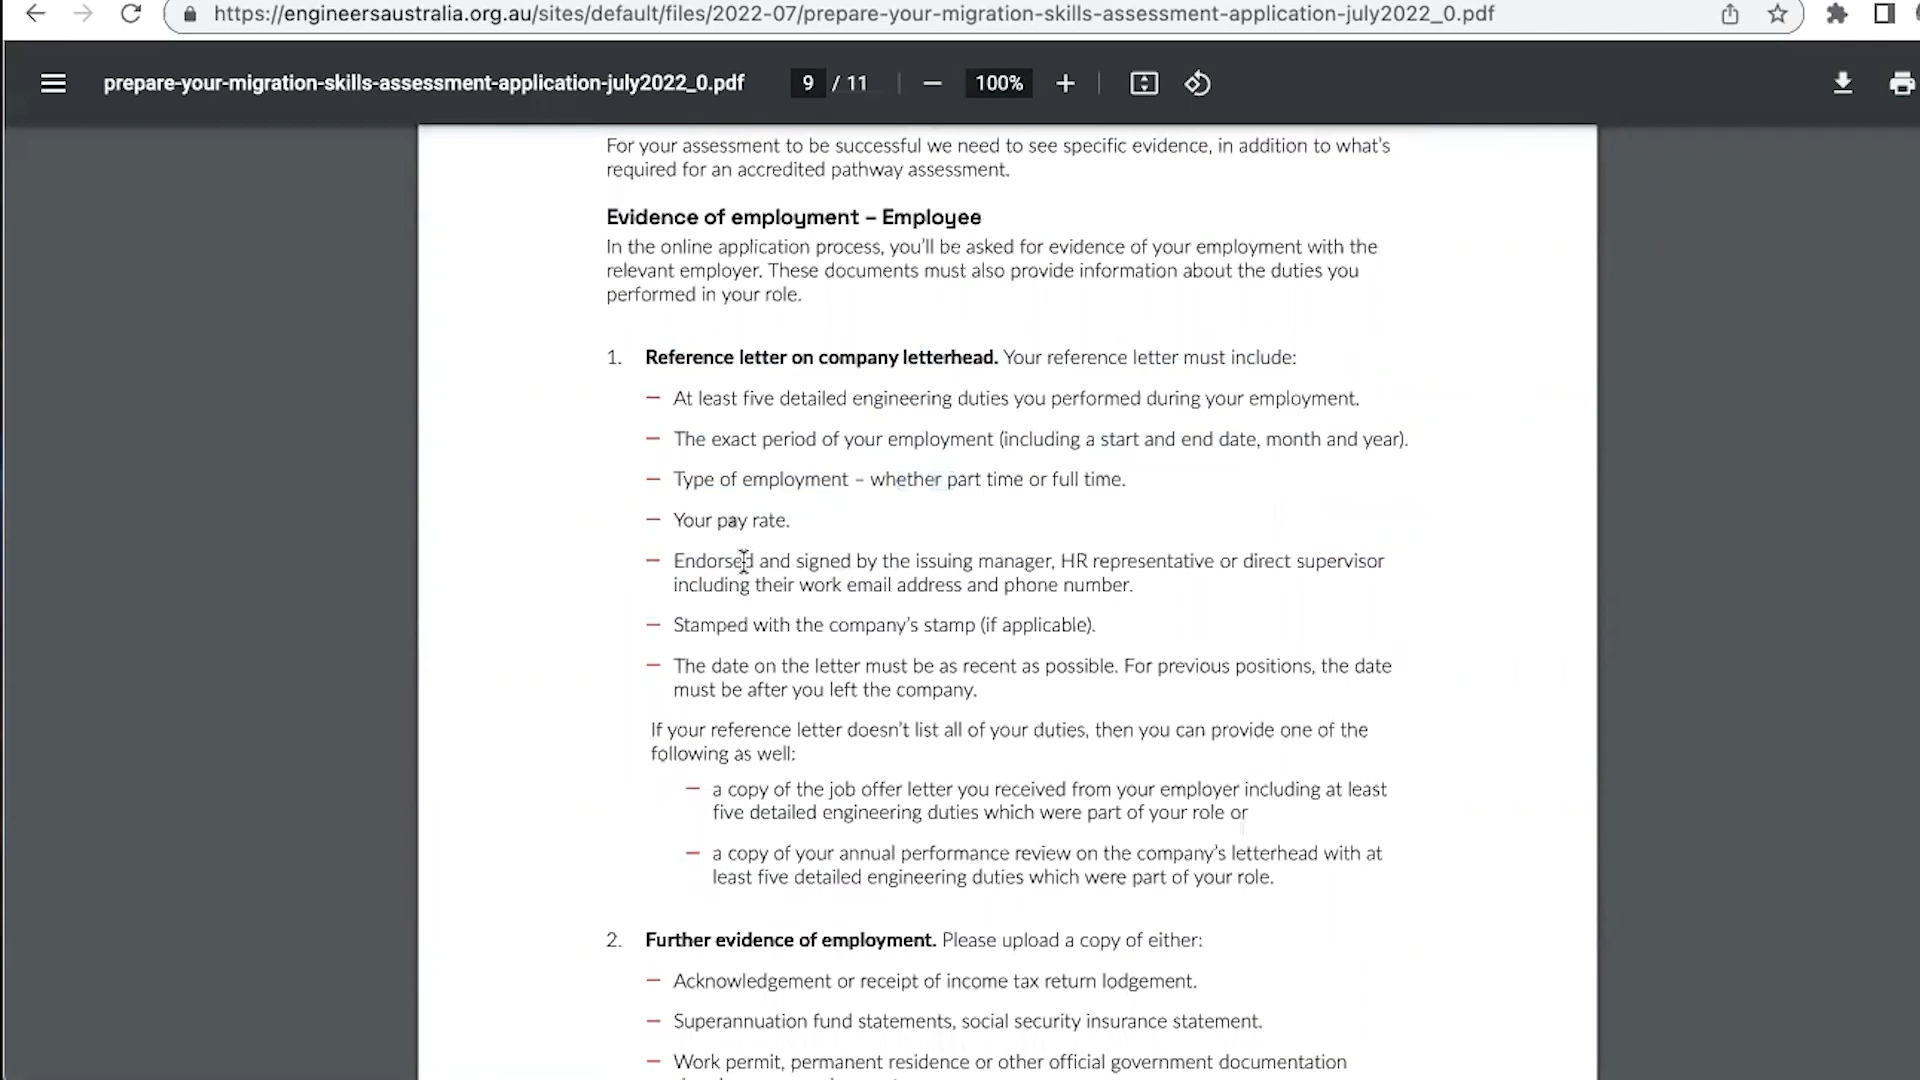 https://engineersaustralia.org.au/sites/default/files/2022-07/prepare-your-migration-skills-assessment-application-july2022_0.pdf
prepare-your-migration-skills-assessment-application-july2022_0.pdf 9 / 11 100%
For your assessment to be successful we need to see specific evidence, in addition to what's
required for an accredited pathway assessment.
Evidence of employment – Employee
In the online application process, you'll be asked for evidence of your employment with the
relevant employer. These documents must also provide information about the duties you
performed in your role.
1. Reference letter on company letterhead. Your reference letter must include:
— At least five detailed engineering duties you performed during your employment.
— The exact period of your employment (including a start and end date, month and year).
— Type of employment – whether part time or full time.
— Your pay rate.
— Endorsed and signed by the issuing manager, HR representative or direct supervisor
including their work email address and phone number.
— Stamped with the company's stamp (if applicable).
— The date on the letter must be as recent as possible. For previous positions, the date
must be after you left the company.
If your reference letter doesn't list all of your duties, then you can provide one of the
following as well:
— a copy of the job offer letter you received from your employer including at least
five detailed engineering duties which were part of your role or
— a copy of your annual performance review on the company's letterhead with at
least five detailed engineering duties which were part of your role.
2. Further evidence of employment. Please upload a copy of either:
— Acknowledgement or receipt of income tax return lodgement.
— Superannuation fund statements, social security insurance statement.
— Work permit, permanent residence or other official government documentation